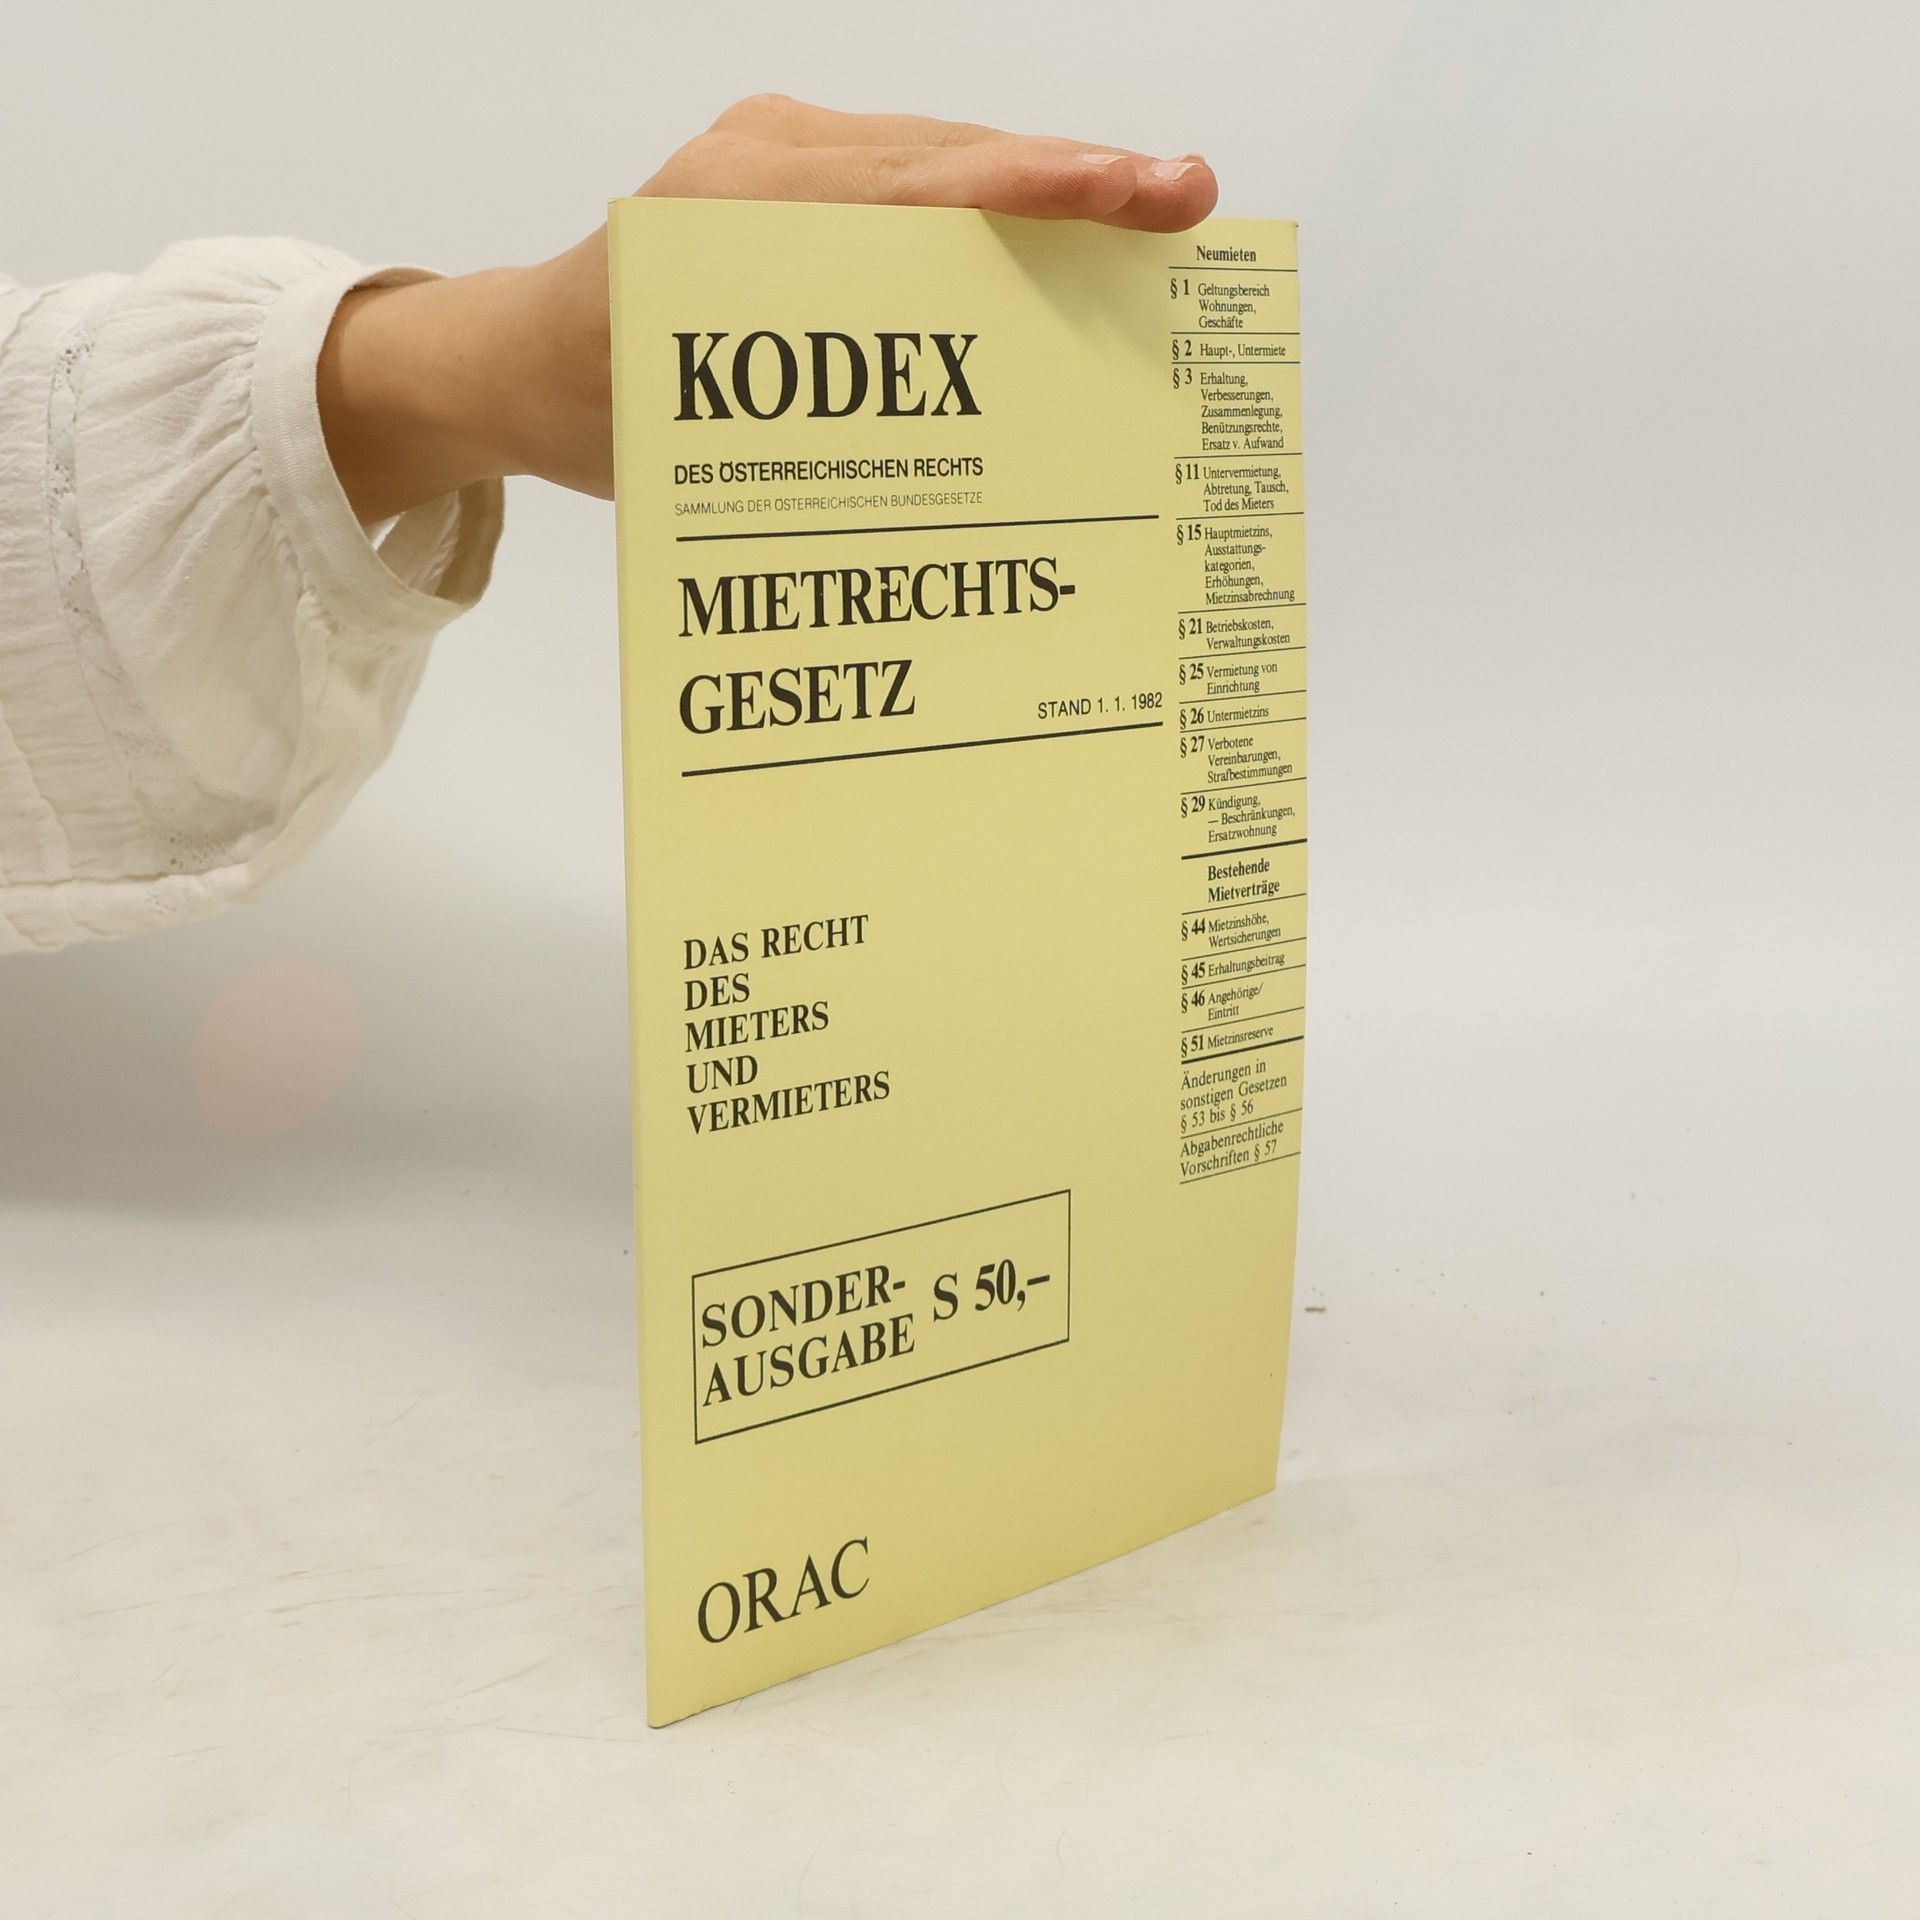 KODEX
DES ÖSTERREICHISCHEN RECHTS
SAMMLUNG DER ÖSTERREICHISCHEN BUNDESGESETZE
MIETRECHTS-
GESETZ
STAND 1. 1. 1982
DAS RECHT
DES
MIETERS
UND
VERMIETERS
SONDER-
AUSGABE
S 50,–
ORAC
Neumieten
§ 1 Geltungsbereich
Wohnungen,
Geschäfte
§ 2 Haupt-, Untermiete
§ 3 Erhaltung,
Verbesserungen,
Zusammenlegung,
Benützungsrechte,
Ersatz v. Aufwand
§ 11 Untervermietung,
Abtretung, Tausch,
Tod des Mieters
§ 15 Hauptmietzins,
Ausstattungs-
kategorien,
Erhöhungen,
Mietzinsabrechnung
§ 21 Betriebskosten,
Verwaltungskosten
§ 25 Vermietung von
Einrichtung
§ 26 Untermietzins
§ 27 Verbotene
Vereinbarungen,
Strafbestimmungen
§ 29 Kündigung,
— Beschränkungen,
Ersatzwohnung
Bestehende
Mietverträge
§ 44 Mietzinshöhe,
Wertsicherungen
§ 45 Erhaltungsbeitrag
§ 46 Angehörige/
Eintritt
§ 51 Mietzinsreserve
Änderungen in
sonstigen Gesetzen
§ 53 bis § 56
Abgabenrechtliche
Vorschriften § 57